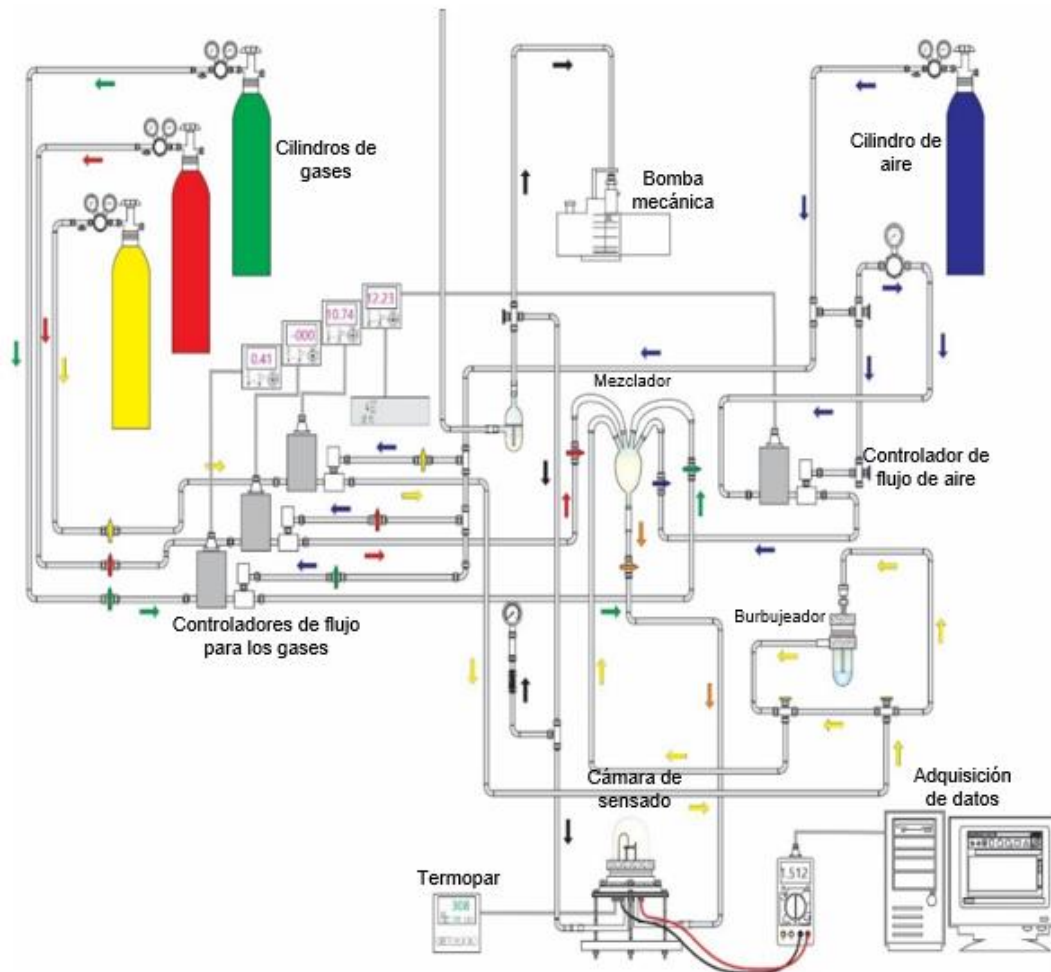 Cilindros de
gases
Cilindro de
aire
Bomba
mecánica
12.23
10.74
-000
0.41
Mezclador
Controlador de
flujo de aire
Controladores de flujo
para los gases
Burbujeador
Cámara de
sensado
Adquisición
de datos
Termopar
308
1.512